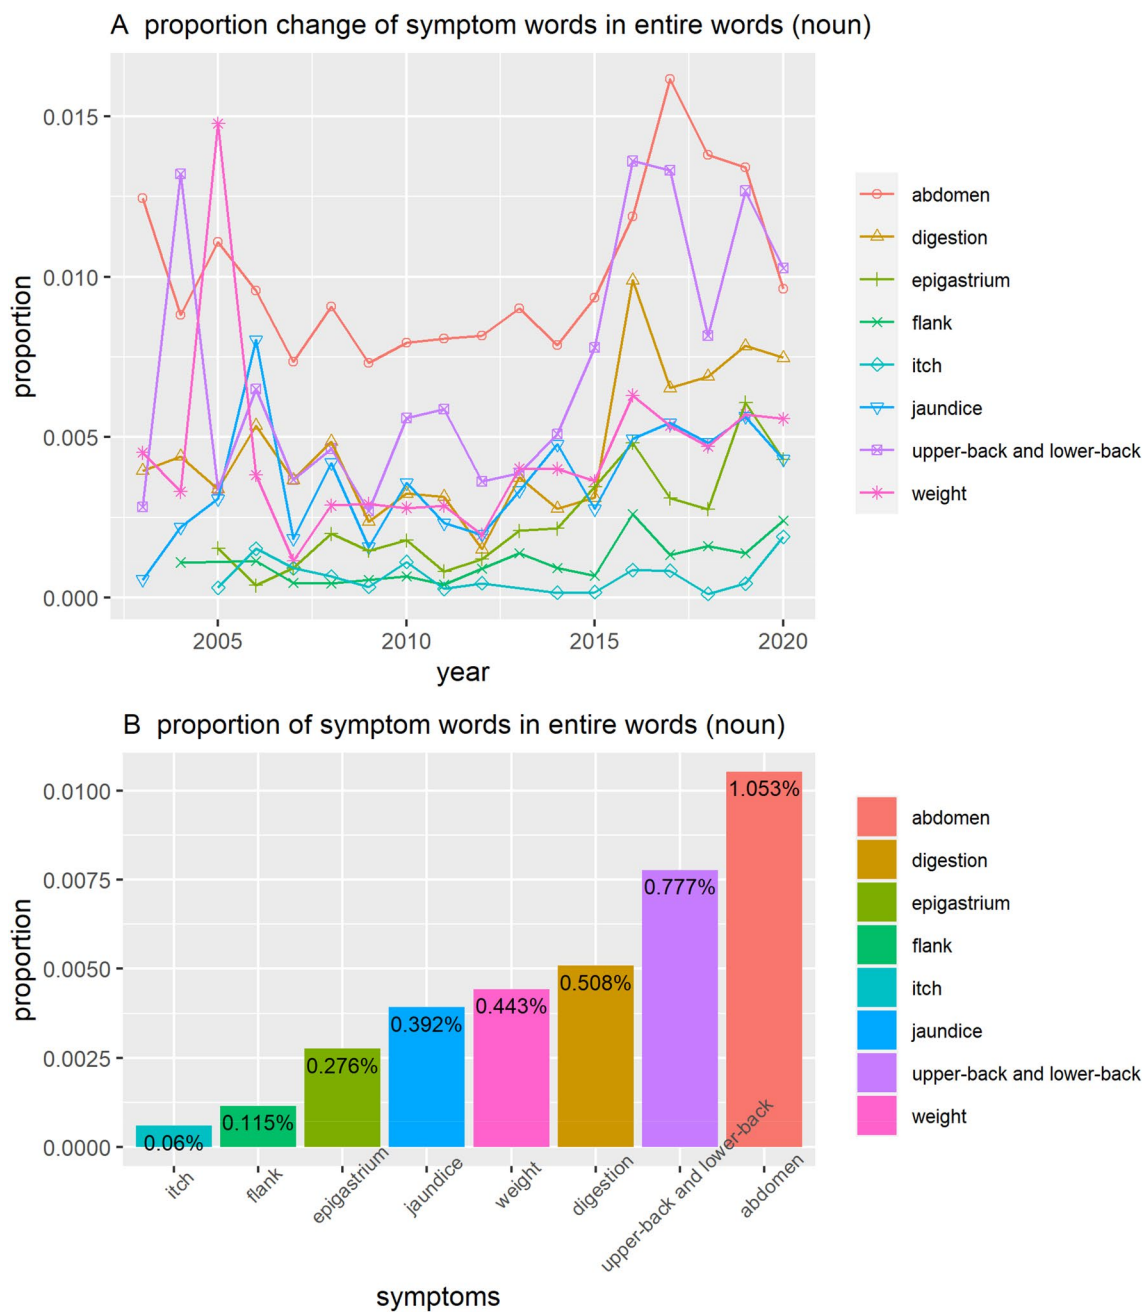 A proportion change of symptom words in entire words (noun)
0.015
0.010
0.005
0.000
proportion
2005
2010
2015
2020
year
abdomen
digestion
epigastrium
flank
itch
jaundice
upper-back and lower-back
weight
B proportion of symptom words in entire words (noun)
0.0100
0.0075
0.0050
0.0025
0.0000
proportion
0.06%
0.115%
0.276%
0.392%
0.443%
0.508%
0.777%
1.053%
itch
flank
epigastrium
jaundice
weight
digestion
upper-back and lower-back
abdomen
symptoms
abdomen
digestion
epigastrium
flank
itch
jaundice
upper-back and lower-back
weight